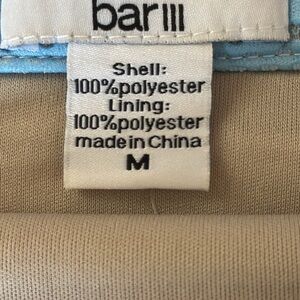 bar III
Shell:
100%polyester
Lining:
100%polyester
made in China
M